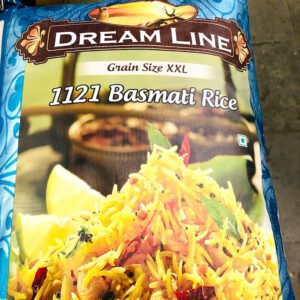 DREAM LINE
Grain Size XXL
1121 Basmati Rice